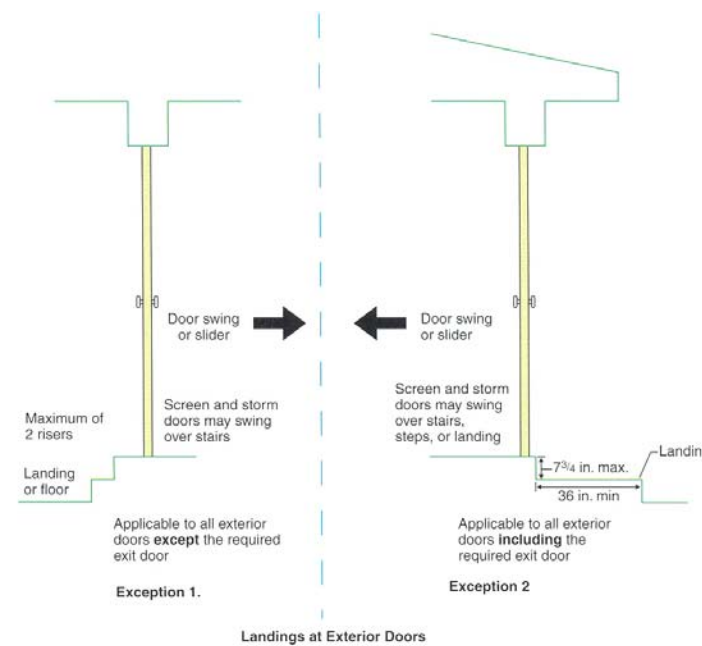 Door swing
or slider
Maximum of
2 risers
Screen and storm
doors may swing
over stairs
Landing
or floor
Applicable to all exterior
doors except the required
exit door
Exception 1.
Door swing
or slider
Screen and storm
doors may swing
over stairs,
steps, or landing
7 3/4 in. max.
Landin
36 in. min
Applicable to all exterior
doors including the
required exit door
Exception 2
Landings at Exterior Doors